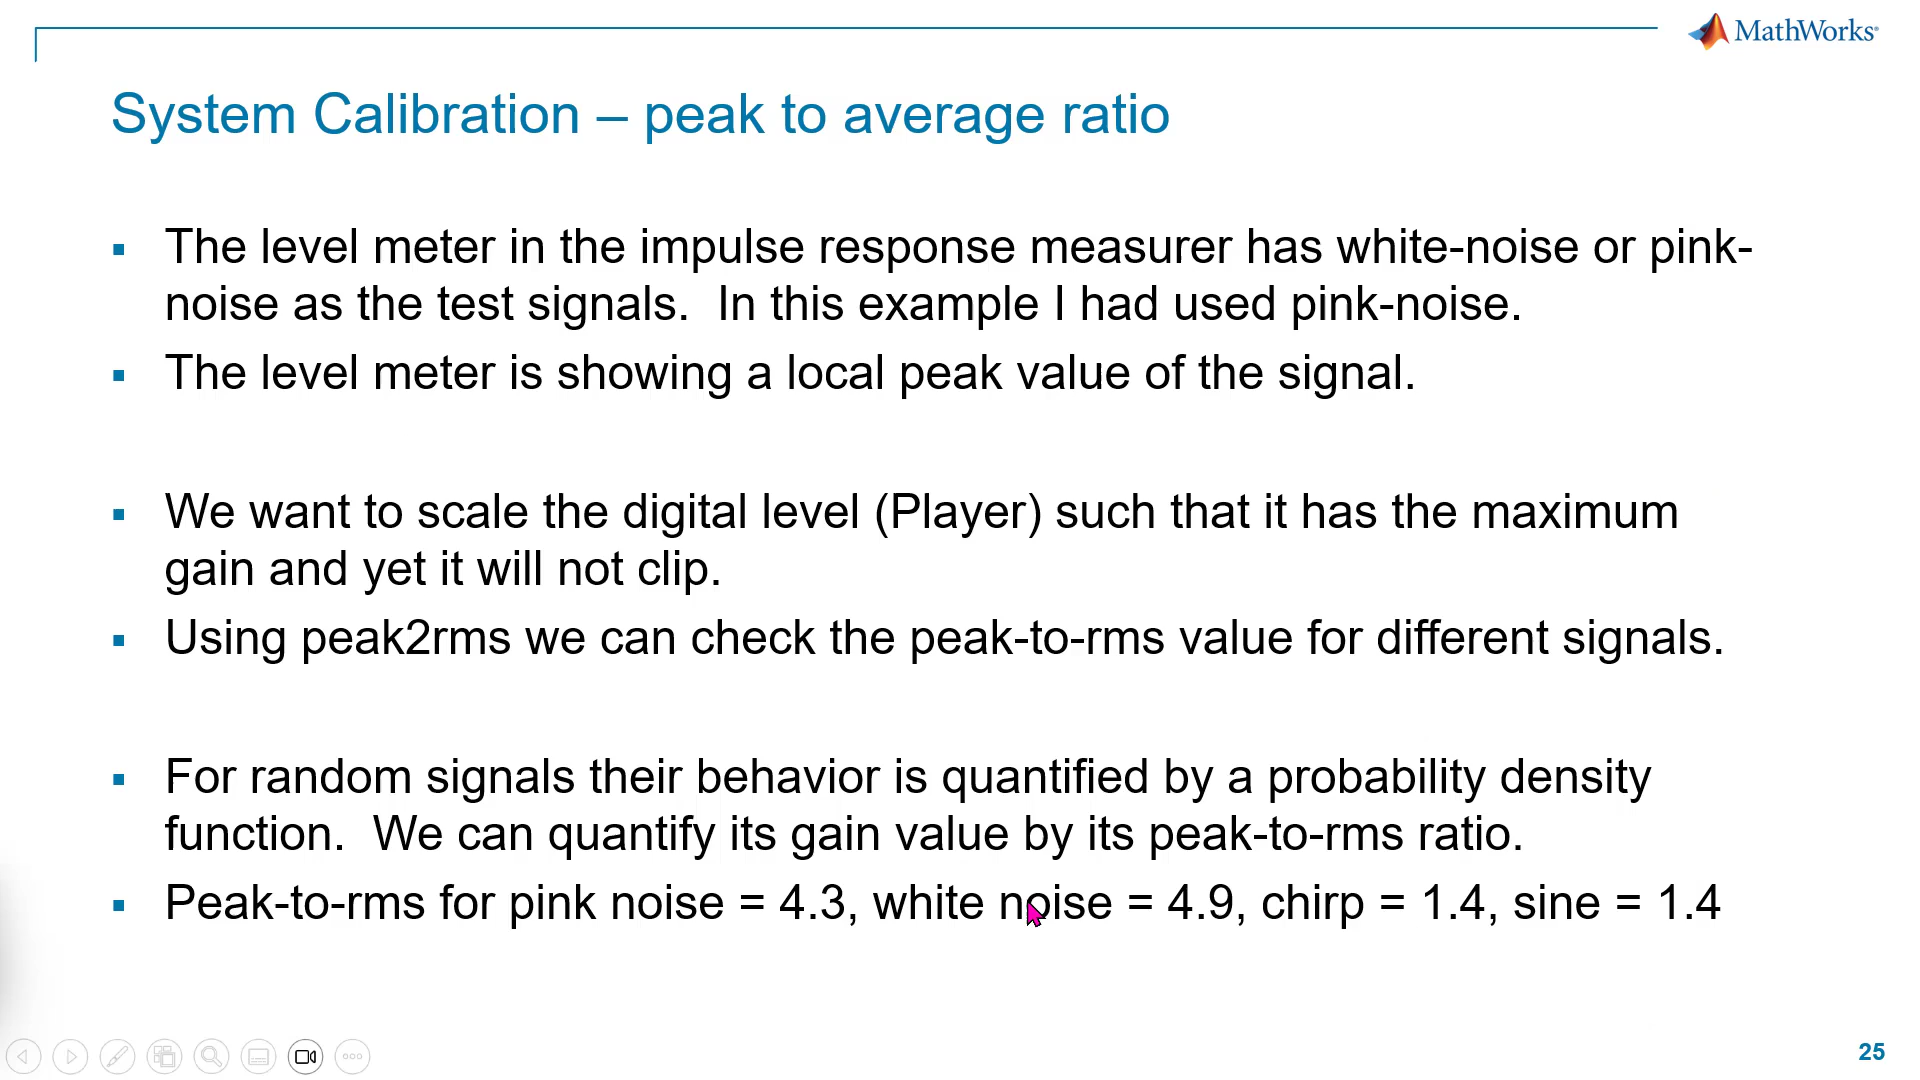 MathWorks®
System Calibration – peak to average ratio
▪ The level meter in the impulse response measurer has white-noise or pink-
noise as the test signals.  In this example I had used pink-noise.
▪ The level meter is showing a local peak value of the signal.
▪ We want to scale the digital level (Player) such that it has the maximum
gain and yet it will not clip.
▪ Using peak2rms we can check the peak-to-rms value for different signals.
▪ For random signals their behavior is quantified by a probability density
function.  We can quantify its gain value by its peak-to-rms ratio.
▪ Peak-to-rms for pink noise = 4.3, white noise = 4.9, chirp = 1.4, sine = 1.4
25